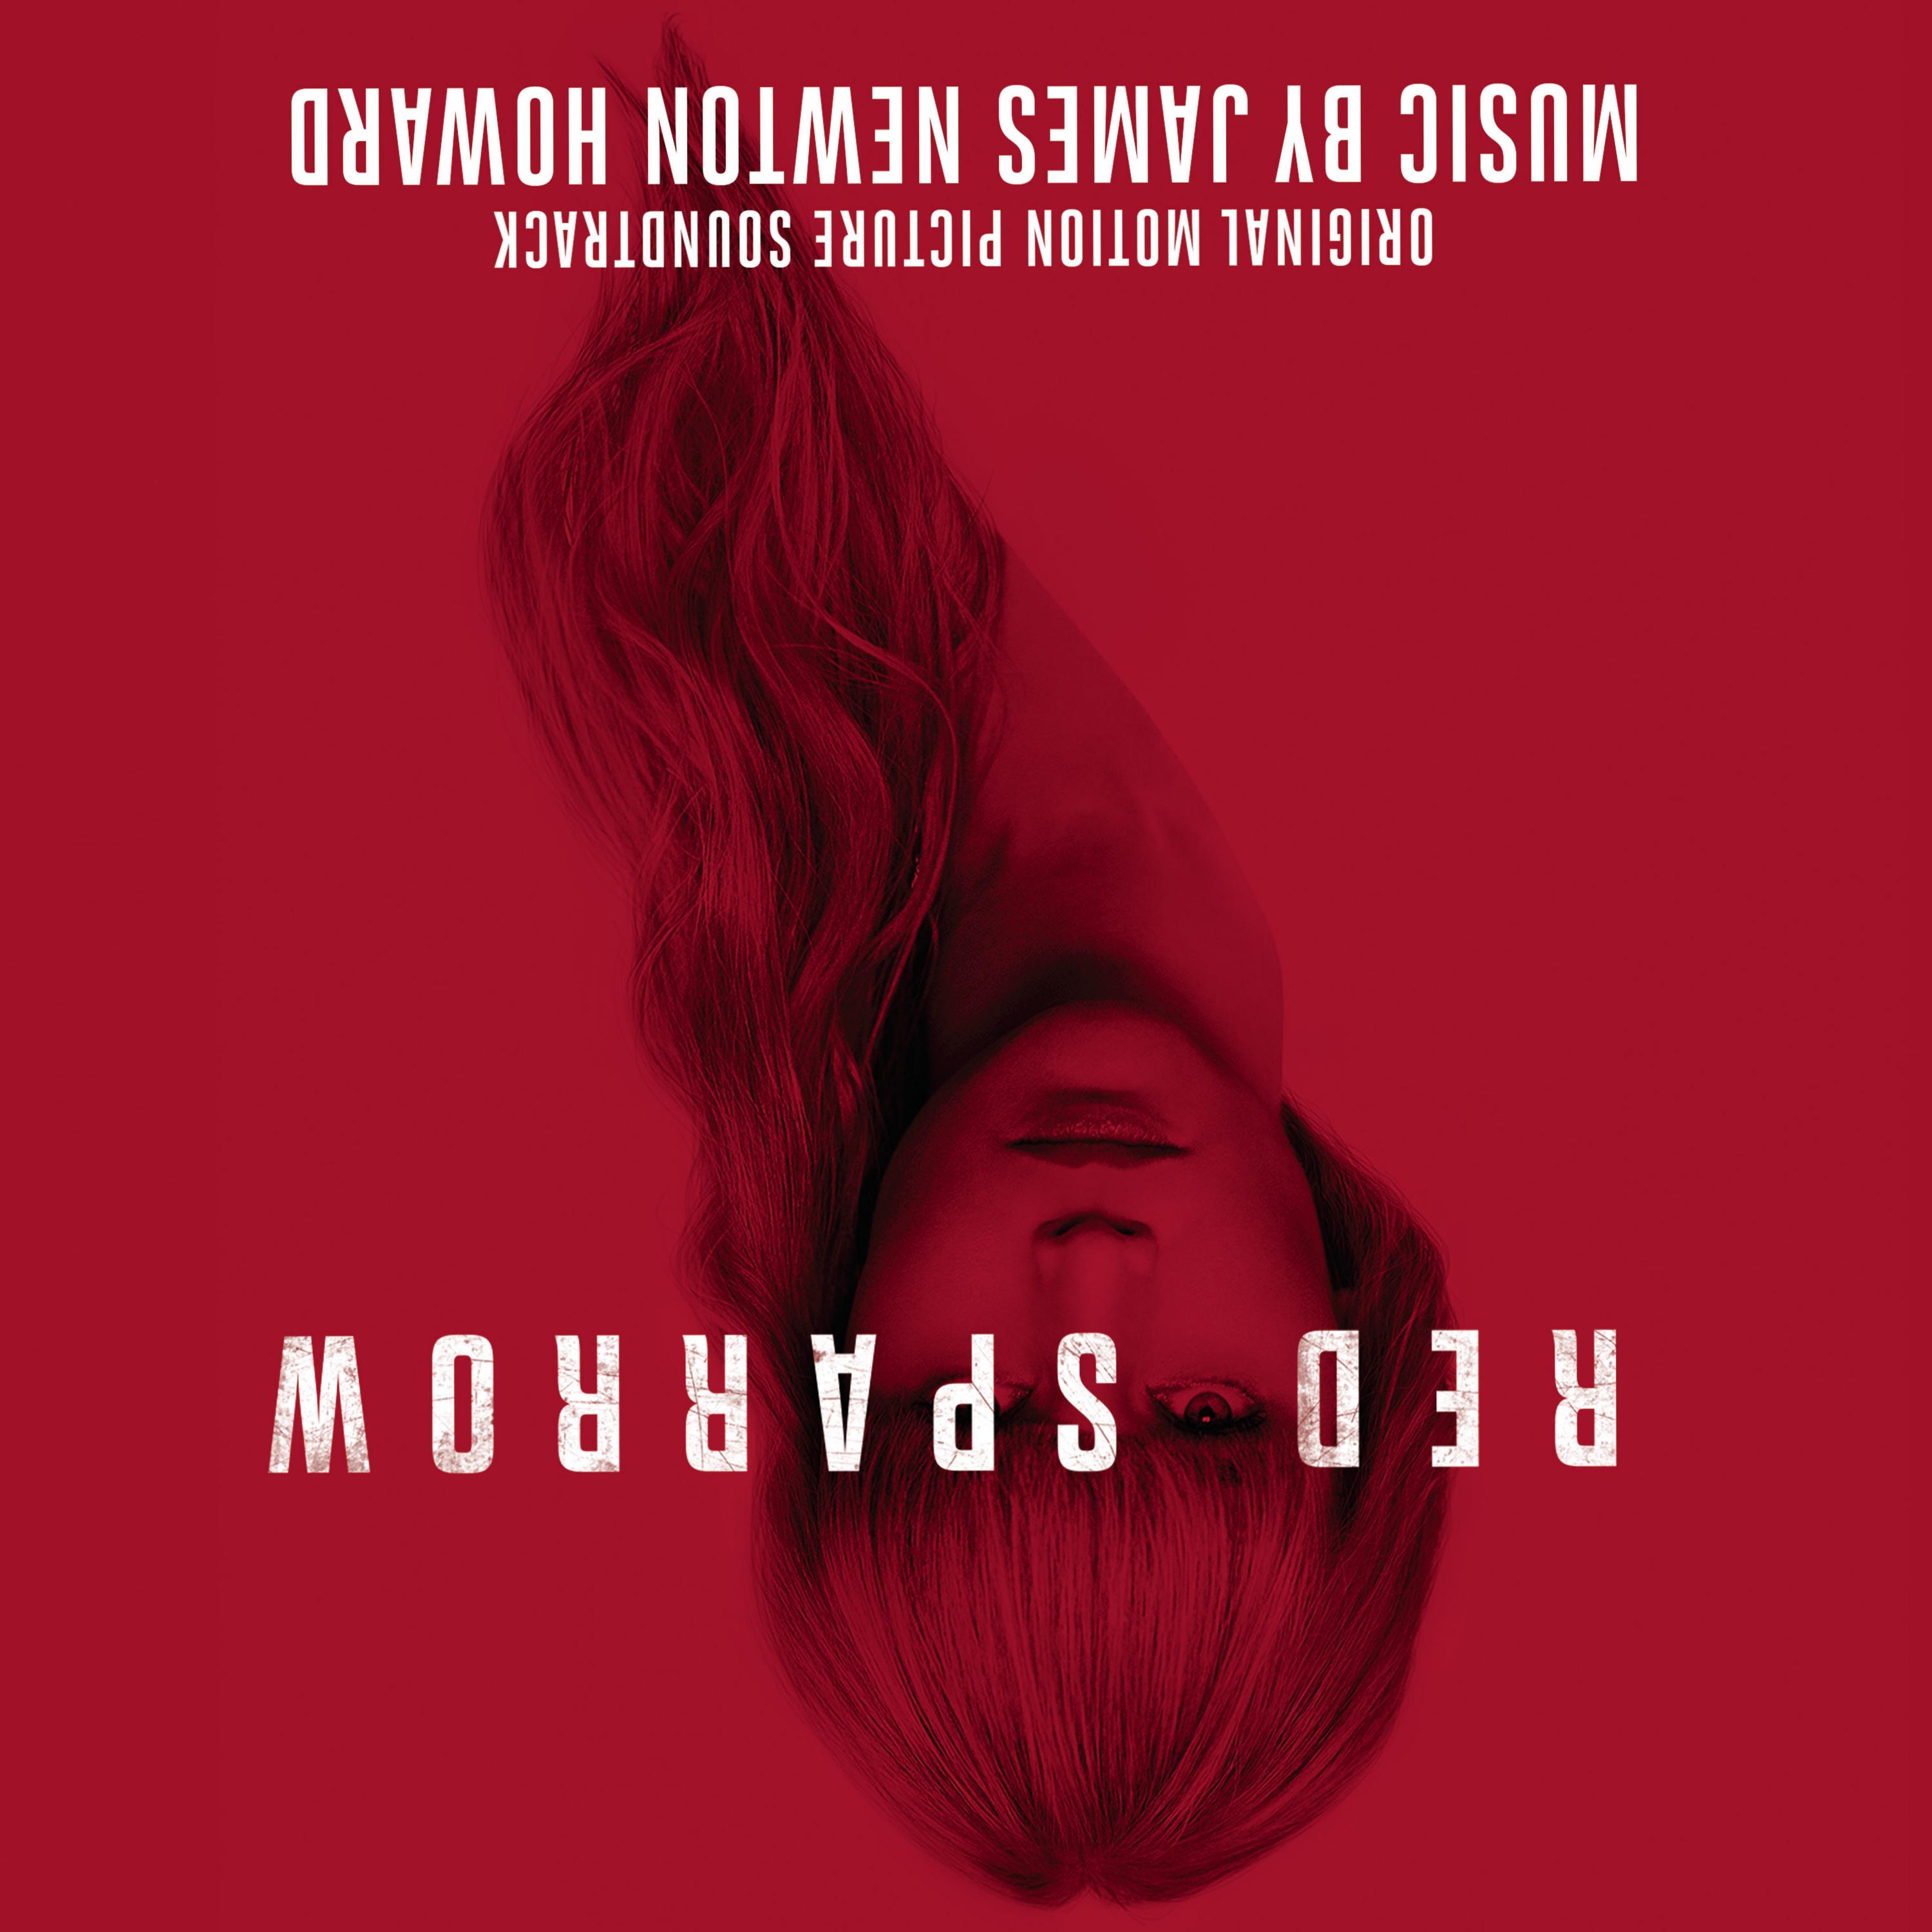 RED SPARROW
ORIGINAL MOTION PICTURE SOUNDTRACK
MUSIC BY JAMES NEWTON HOWARD